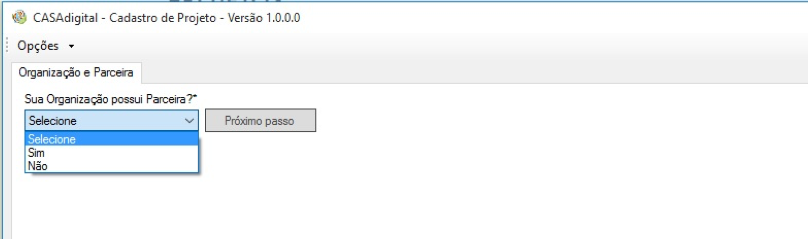 CASAdigital - Cadastro de Projeto - Versão 1.0.0.0
Opções
Organização e Parceira
Sua Organização possui Parceira?*
Selecione Próximo passo
Selecione
Sim
Não